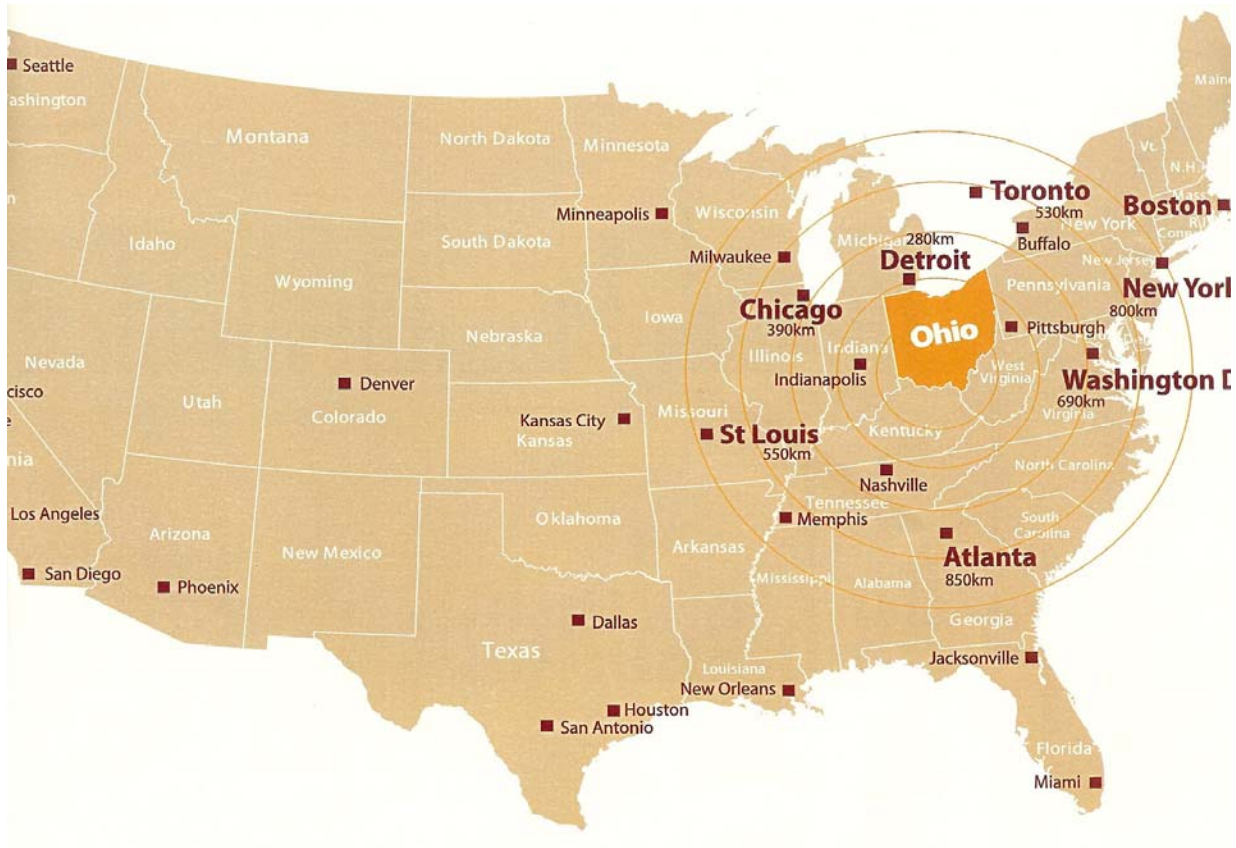 Seattle
ashington
Maine
Montana
North Dakota
Minnesota
Vt.
N.H.
Toronto
530km
Boston
Mass
Minneapolis
Wisconsin
New York
Idaho
South Dakota
Michiga
280km
Buffalo
Conne
Milwaukee
Detroit
New Jersey
Wyoming
Pennsylvania
New Yor
800km
Chicago
390km
Iowa
Nebraska
Ohio
Pittsburgh
Nevada
Illinois
Indiana
West
Virginia
Indianapolis
Denver
Washington D
690km
cisco
Utah
Colorado
Missouri
Virginia
Kansas City
Kansas
St Louis
550km
Kentucky
nia
North Carolina
Nashville
Tennessee
Memphis
Los Angeles
Arizona
New Mexico
Oklahoma
Arkansas
South
Carolina
Atlanta
850km
San Diego
Phoenix
Mississippi
Alabama
Dallas
Georgia
Texas
Jacksonville
Louisiana
New Orleans
Houston
San Antonio
Florida
Miami